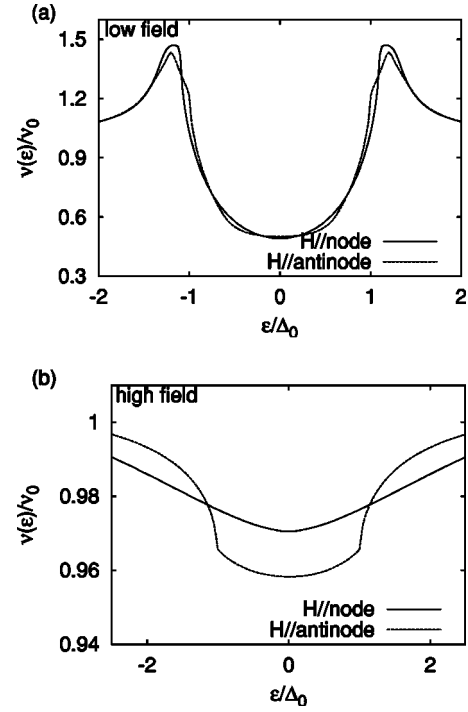 (a)
low field
1.5
1.2
0.9
0.6
0.3
ν(ε)/ν₀
H//node
H//antinode
-2 -1 0 1 2
ε/Δ₀
(b)
high field
1
0.98
0.96
0.94
ν(ε)/ν₀
H//node
H//antinode
-2 0 2
ε/Δ₀